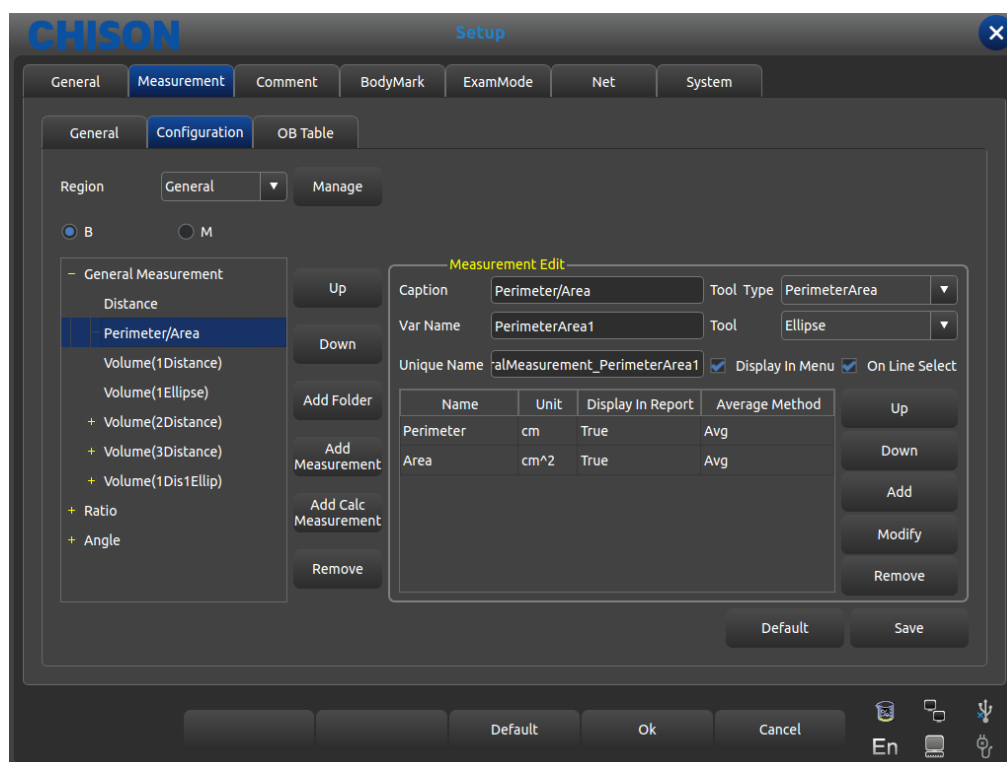 CHISON
Setup
General Measurement Comment BodyMark ExamMode Net System
General Configuration OB Table
Region General Manage
B M
− General Measurement
Distance
Perimeter/Area
Volume(1Distance)
Volume(1Ellipse)
+ Volume(2Distance)
+ Volume(3Distance)
+ Volume(1Dis1Ellip)
+ Ratio
+ Angle
Up
Down
Add Folder
Add
Measurement
Add Calc
Measurement
Remove
Measurement Edit
Caption Perimeter/Area Tool Type PerimeterArea
Var Name PerimeterArea1 Tool Ellipse
Unique Name alMeasurement_PerimeterArea1 Display In Menu On Line Select
Name Unit Display In Report Average Method
Perimeter cm True Avg
Area cm^2 True Avg
Up
Down
Add
Modify
Remove
Default Save
Default Ok Cancel
En